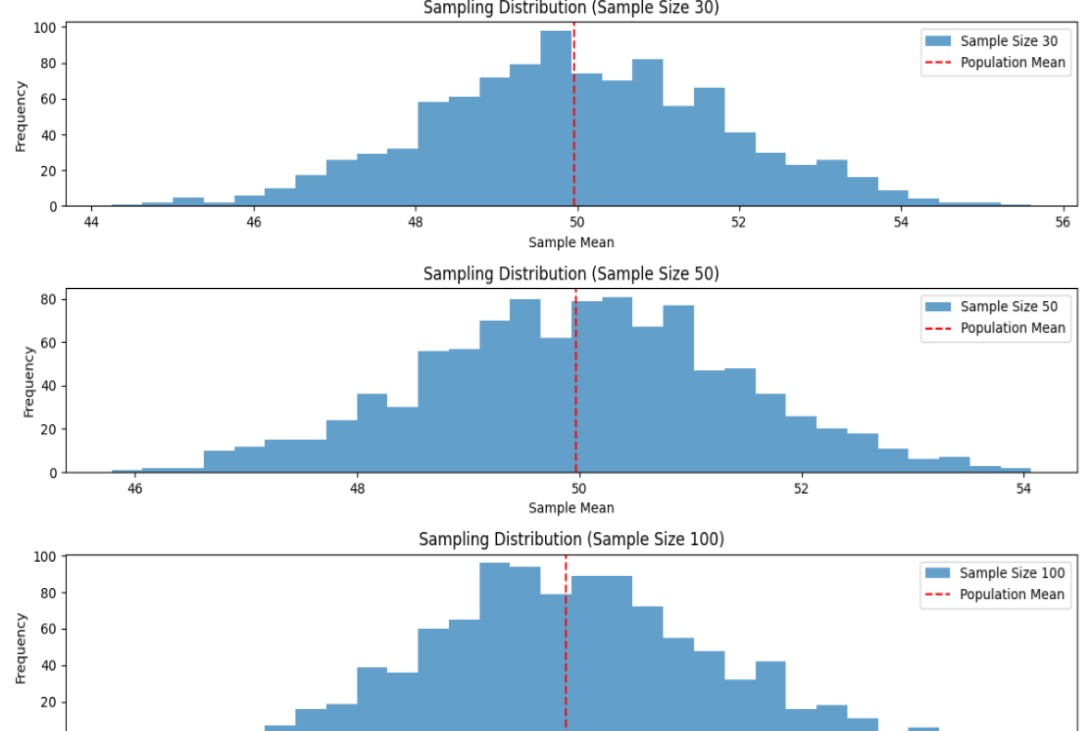 Sampling Distribution (Sample Size 30)
100
80
60
40
20
0
Frequency
Sample Size 30
Population Mean
44 46 48 50 52 54 56
Sample Mean
Sampling Distribution (Sample Size 50)
80
60
40
20
0
Frequency
Sample Size 50
Population Mean
46 48 50 52 54
Sample Mean
Sampling Distribution (Sample Size 100)
100
80
60
40
20
Frequency
Sample Size 100
Population Mean